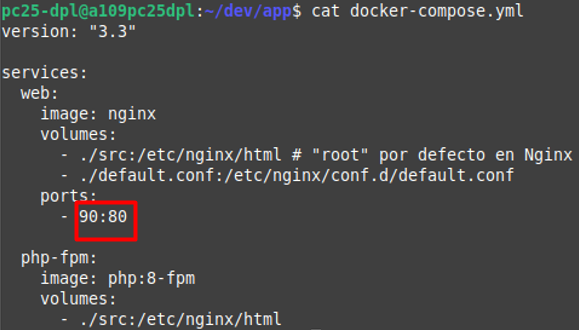 pc25-dpl@a109pc25dpl:~/dev/app$ cat docker-compose.yml
version: "3.3"
services:
web:
image: nginx
volumes:
- ./src:/etc/nginx/html # "root" por defecto en Nginx
- ./default.conf:/etc/nginx/conf.d/default.conf
ports:
- 90:80
php-fpm:
image: php:8-fpm
volumes:
- ./src:/etc/nginx/html